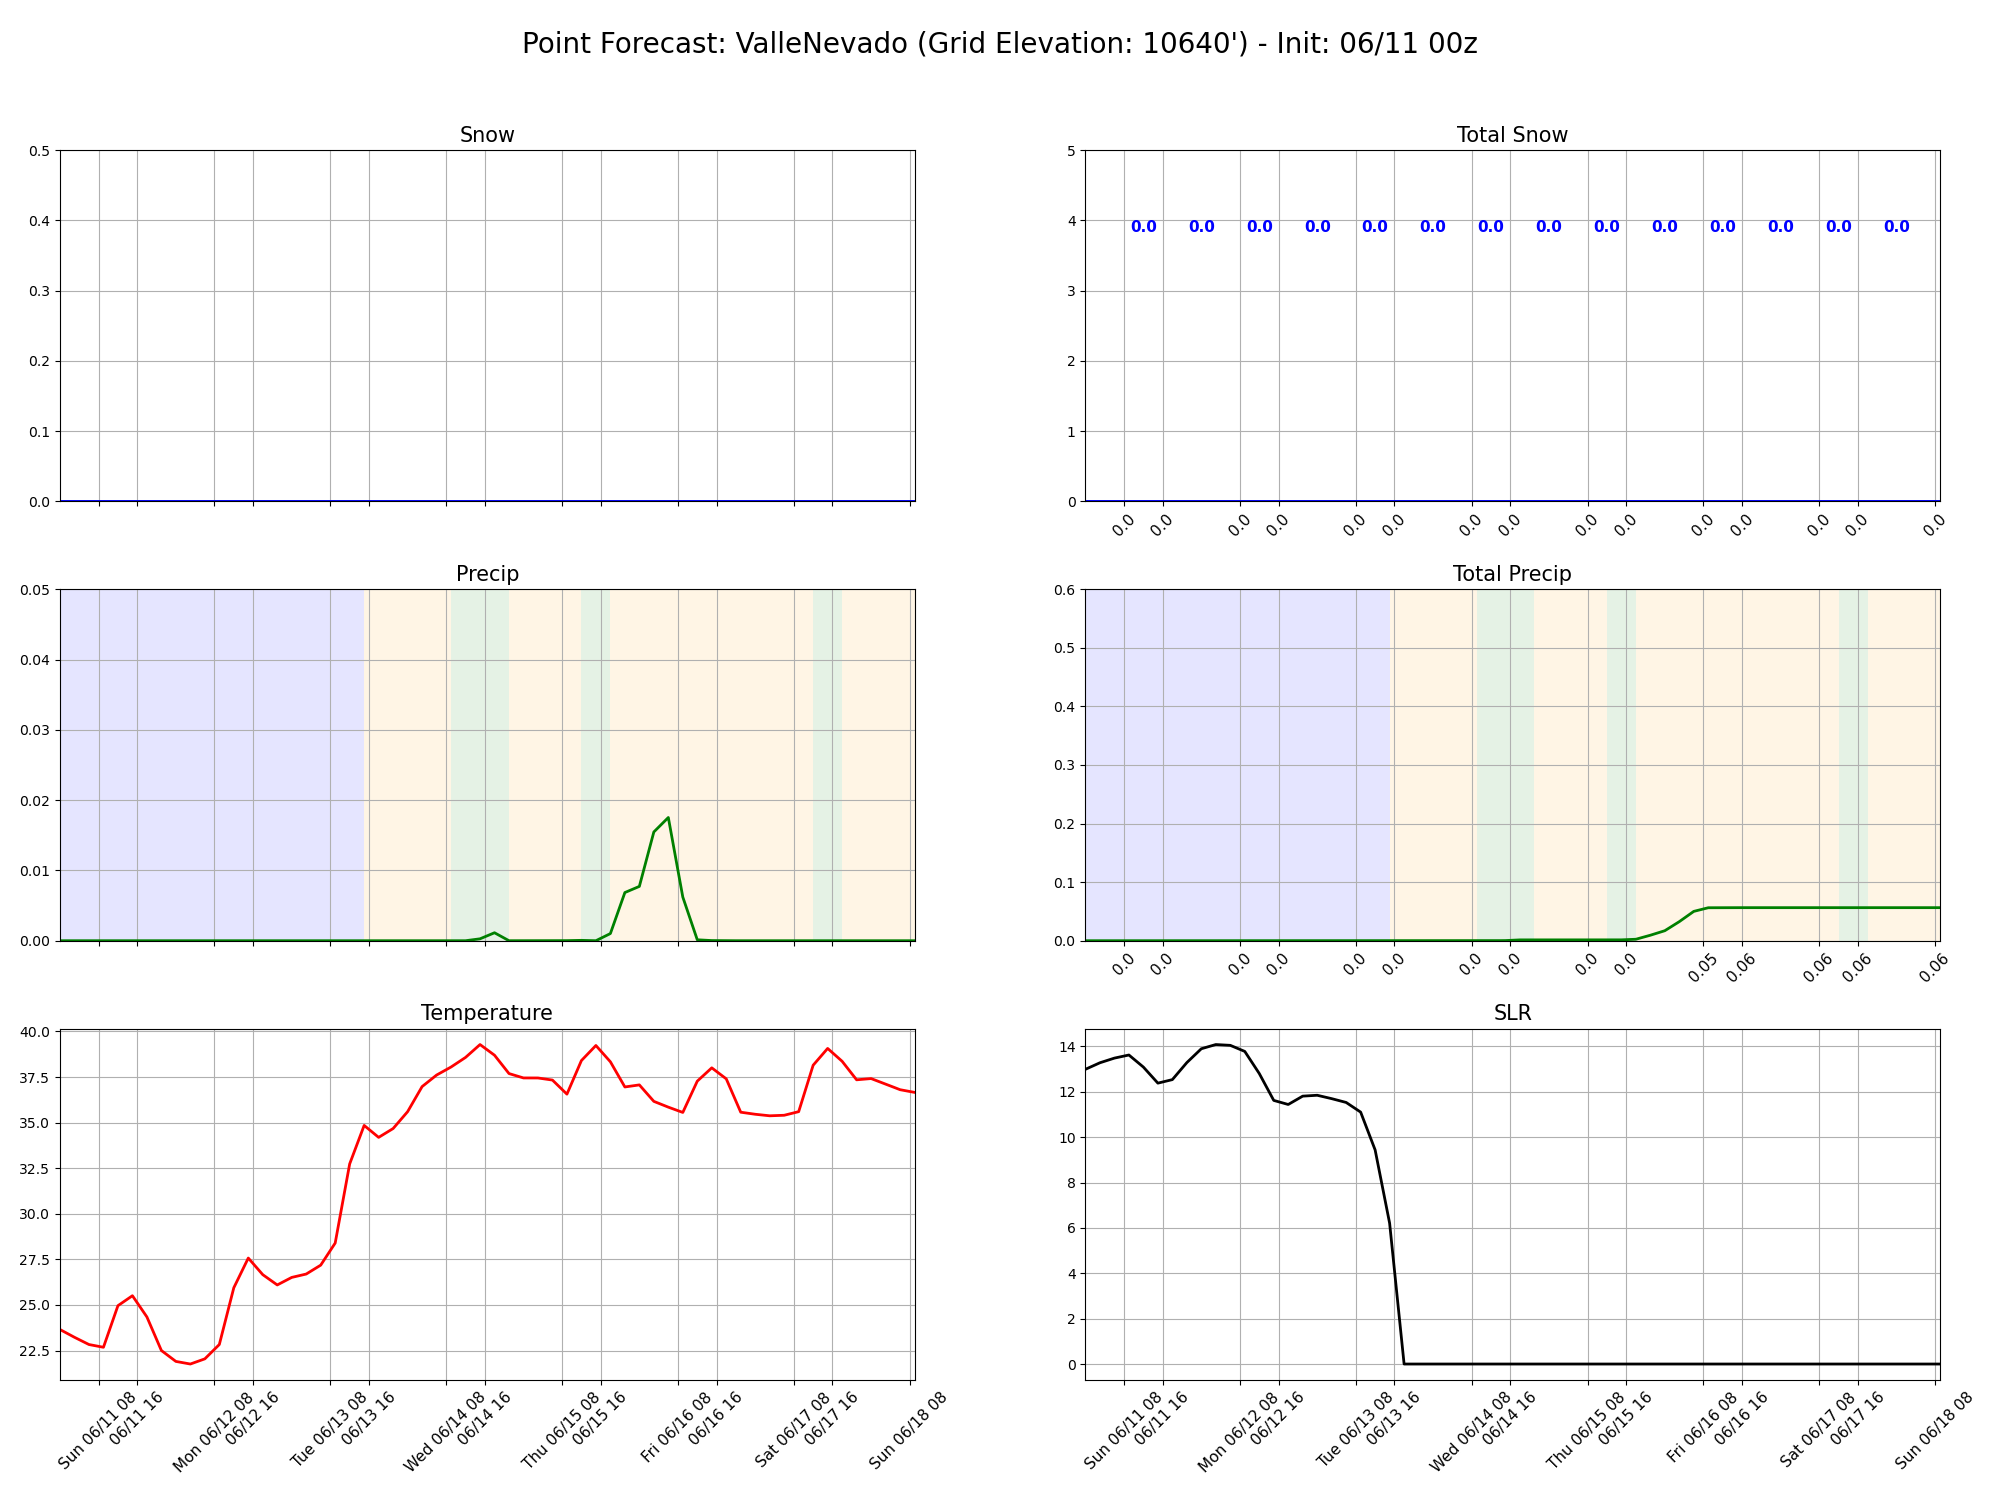 Point Forecast: ValleNevado (Grid Elevation: 10640') - Init: 06/11 00z
Snow
0.5
0.4
0.3
0.2
0.1
0.0
Total Snow
5
4
3
2
1
0
0.0 0.0 0.0 0.0 0.0 0.0 0.0 0.0 0.0 0.0 0.0 0.0 0.0 0.0
0.0 0.0 0.0 0.0 0.0 0.0 0.0 0.0 0.0 0.0 0.0 0.0 0.0 0.0 0.0
Precip
0.05
0.04
0.03
0.02
0.01
0.00
Total Precip
0.6
0.5
0.4
0.3
0.2
0.1
0.0
0.0 0.0 0.0 0.0 0.0 0.0 0.0 0.0 0.0 0.0 0.05 0.06 0.06 0.06 0.06
Temperature
40.0
37.5
35.0
32.5
30.0
27.5
25.0
22.5
Sun 06/11 08
06/11 16
Mon 06/12 08
06/12 16
Tue 06/13 08
06/13 16
Wed 06/14 08
06/14 16
Thu 06/15 08
06/15 16
Fri 06/16 08
06/16 16
Sat 06/17 08
06/17 16
Sun 06/18 08
SLR
14
12
10
8
6
4
2
0
Sun 06/11 08
06/11 16
Mon 06/12 08
06/12 16
Tue 06/13 08
06/13 16
Wed 06/14 08
06/14 16
Thu 06/15 08
06/15 16
Fri 06/16 08
06/16 16
Sat 06/17 08
06/17 16
Sun 06/18 08